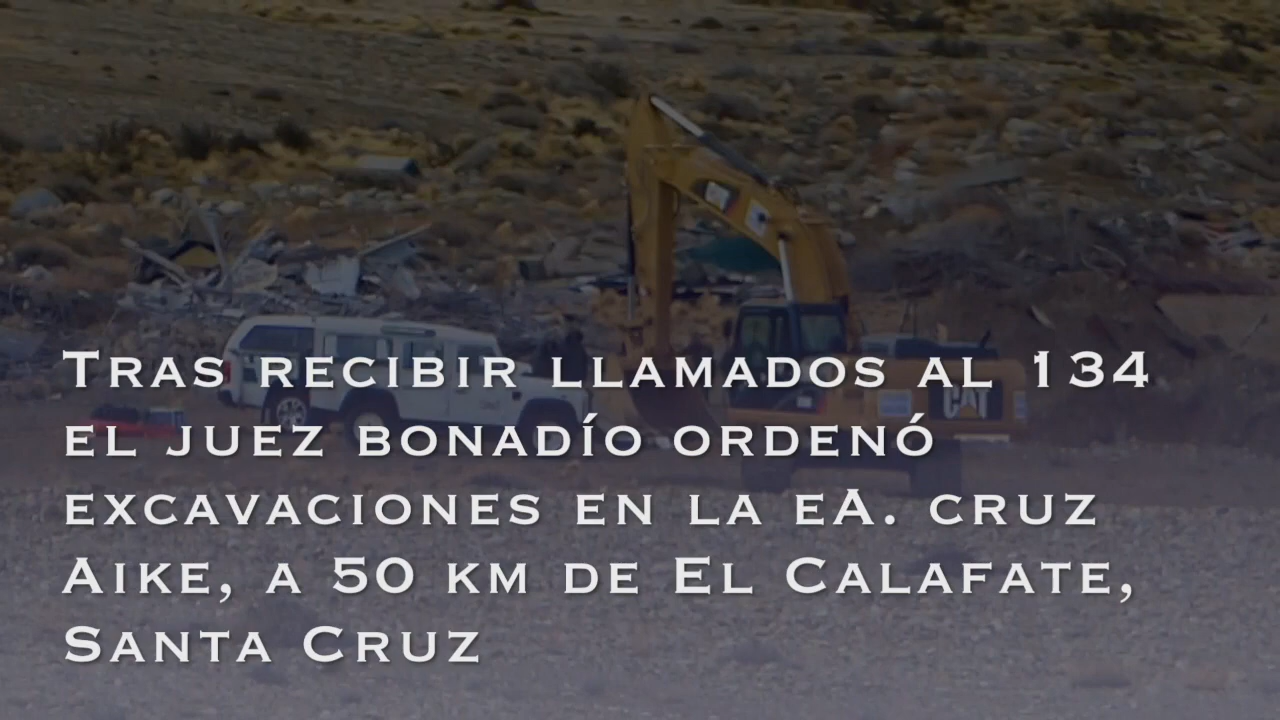 Tras recibir llamados al 134
el juez bonadío ordenó
excavaciones en la eA. cruz
Aike, a 50 km de El Calafate,
Santa Cruz
CAT